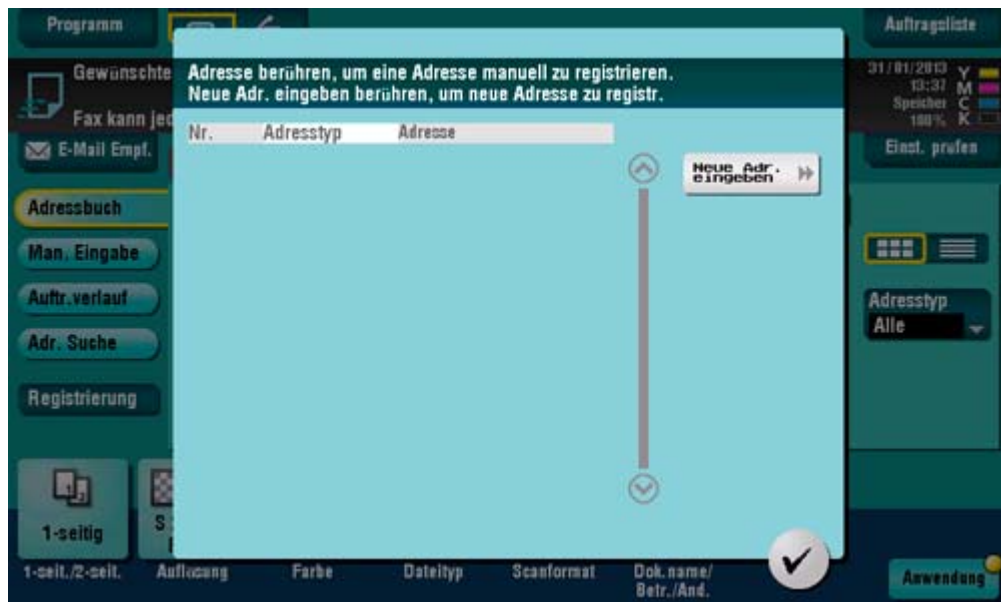 Programm
Auftragsliste
Gewünschte
Fax kann jed
Adresse berühren, um eine Adresse manuell zu registrieren.
Neue Adr. eingeben berühren, um neue Adresse zu registr.
31/01/2013
13:37
Speicher
100%
Y
M
C
K
Nr. Adresstyp Adresse
E-Mail Empf.
Einst. prüfen
Neue Adr.
eingeben
Adressbuch
Man. Eingabe
Auftr.verlauf
Adresstyp
Alle
Adr. Suche
Registrierung
1-seitig
S
1-seit./2-seit. Auflösung Farbe Dateityp Scanformat Dok.name/
Betr./And.
Anwendung